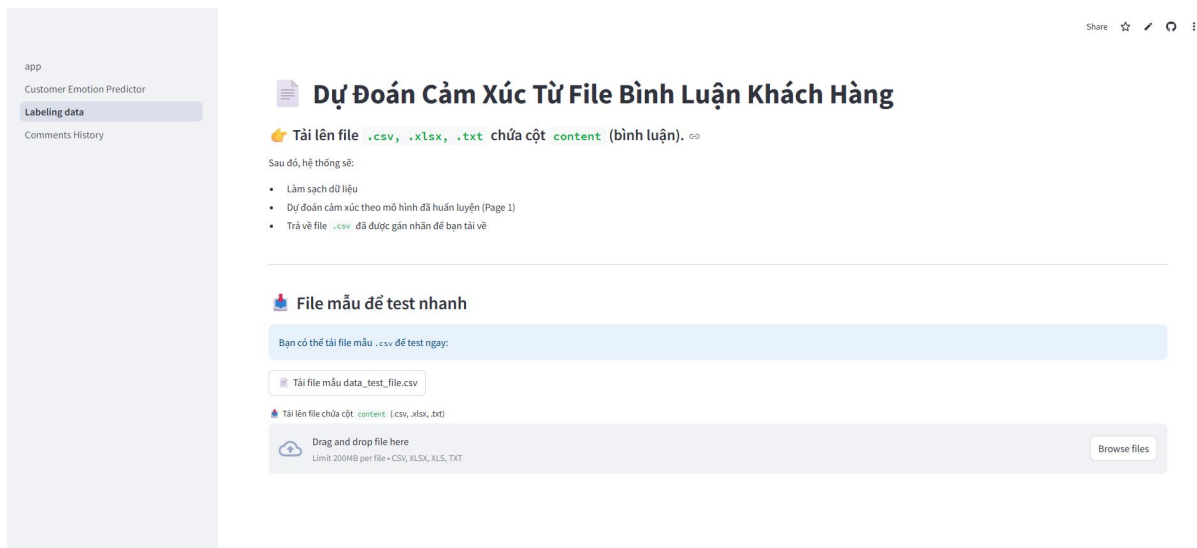 Share
app
Customer Emotion Predictor
Labeling data
Comments History
Dự Đoán Cảm Xúc Từ File Bình Luận Khách Hàng
Tải lên file .csv, .xlsx, .txt chứa cột content (bình luận).
Sau đó, hệ thống sẽ:
• Làm sạch dữ liệu
• Dự đoán cảm xúc theo mô hình đã huấn luyện (Page 1)
• Trả về file .csv đã được gán nhãn để bạn tải về
File mẫu để test nhanh
Bạn có thể tải file mẫu .csv để test ngay:
Tải file mẫu data_test_file.csv
Tải lên file chứa cột content (.csv, .xlsx, .txt)
Drag and drop file here
Limit 200MB per file • CSV, XLSX, XLS, TXT
Browse files